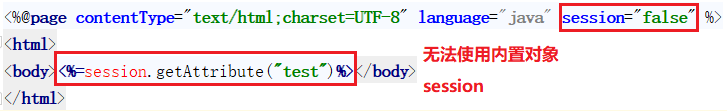 <%@page contentType="text/html;charset=UTF-8" language="java" session="false" %>
<html>
<body><%=session.getAttribute("test")%></body>
</html>
无法使用内置对象
session